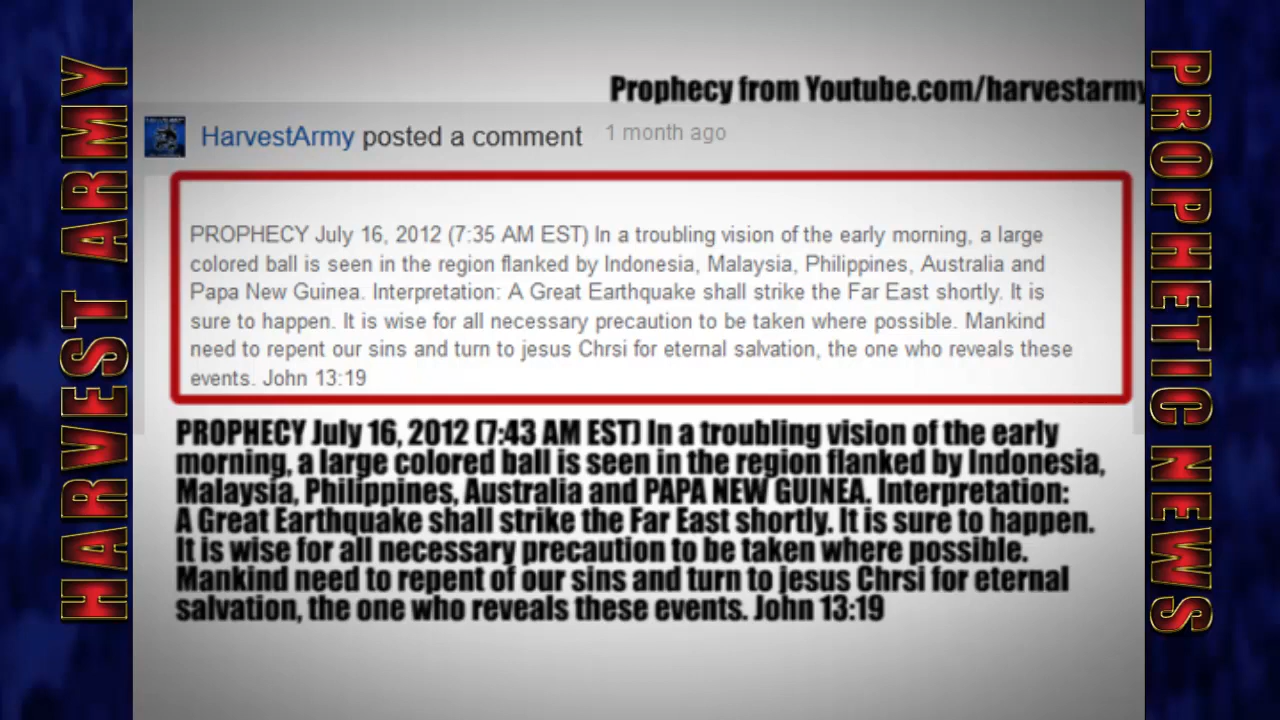 HARVEST ARMY
Prophecy from Youtube.com/harvestarmy
HarvestArmy posted a comment 1 month ago
PROPHECY July 16, 2012 (7:35 AM EST) In a troubling vision of the early morning, a large
colored ball is seen in the region flanked by Indonesia, Malaysia, Philippines, Australia and
Papa New Guinea. Interpretation: A Great Earthquake shall strike the Far East shortly. It is
sure to happen. It is wise for all necessary precaution to be taken where possible. Mankind
need to repent our sins and turn to jesus Chrsi for eternal salvation, the one who reveals these
events. John 13:19
PROPHECY July 16, 2012 (7:43 AM EST) In a troubling vision of the early
morning, a large colored ball is seen in the region flanked by Indonesia,
Malaysia, Philippines, Australia and PAPA NEW GUINEA. Interpretation:
A Great Earthquake shall strike the Far East shortly. It is sure to happen.
It is wise for all necessary precaution to be taken where possible.
Mankind need to repent of our sins and turn to jesus Chrsi for eternal
salvation, the one who reveals these events. John 13:19
PROPHETIC NEWS